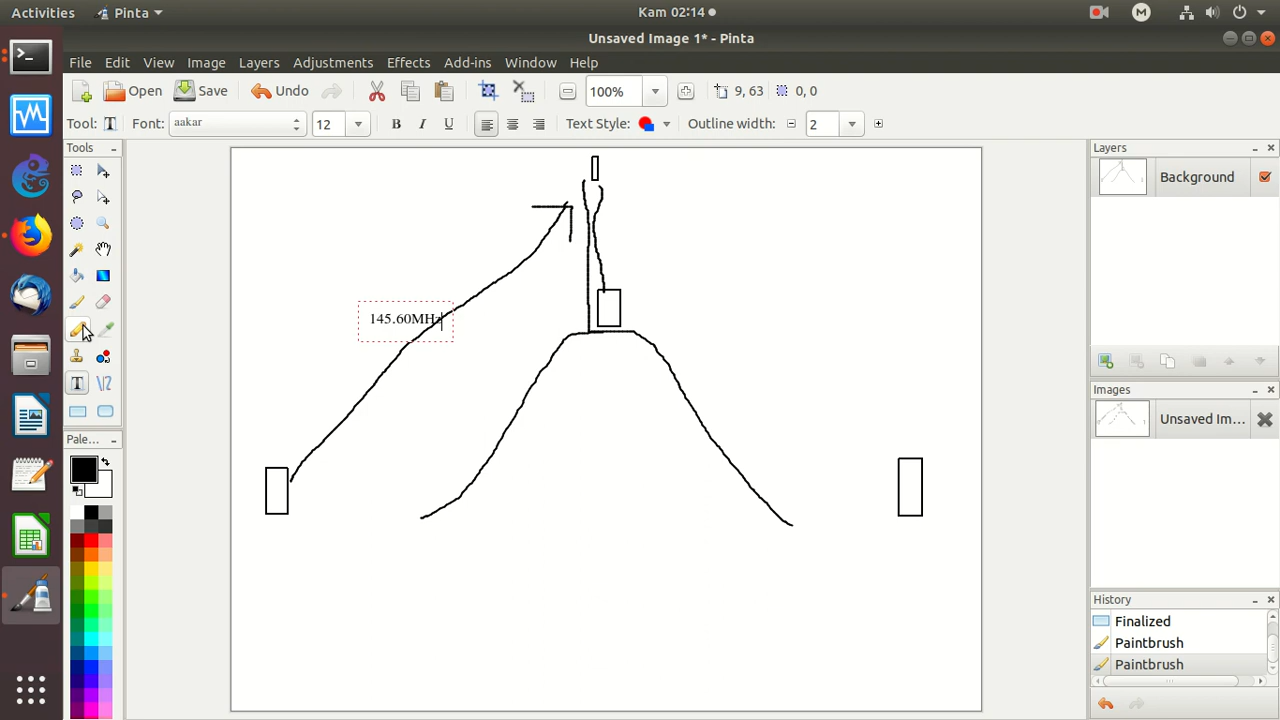 Activities
Pinta
Kam 02:14
M
Unsaved Image 1* - Pinta
File Edit View Image Layers Adjustments Effects Add-ins Window Help
Open Save Undo 100% 9, 63 0, 0
Tool: T Font: aakar 12 B I U Text Style: Outline width: 2
Tools
T
Pale...
145.60MHz
Layers
Background
Images
Unsaved Im...
History
Finalized
Paintbrush
Paintbrush